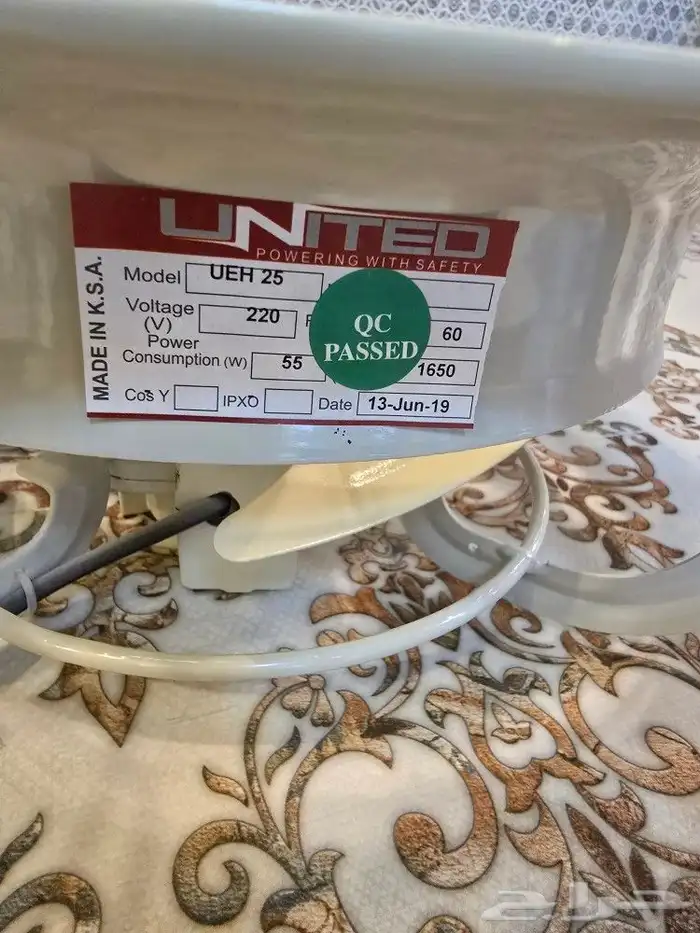 UNITED
POWERING WITH SAFETY
MADE IN K.S.A.
Model UEH 25
Voltage (V) 220 60
Power Consumption (W) 55 1650
QC PASSED
Cos Y IPXO Date 13-Jun-19
حراج